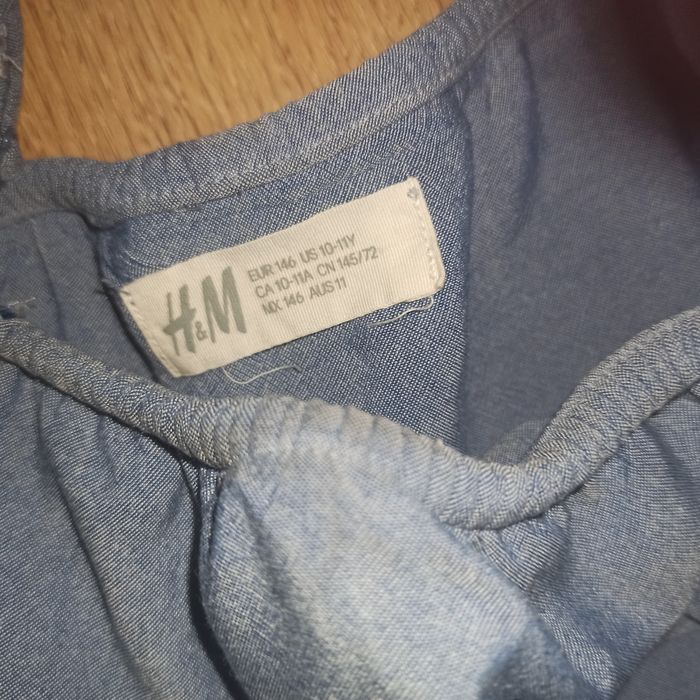 H&M
EUR 146 US 10-11Y
CA 10-11A CN 145/72
MX 146 AUS 11